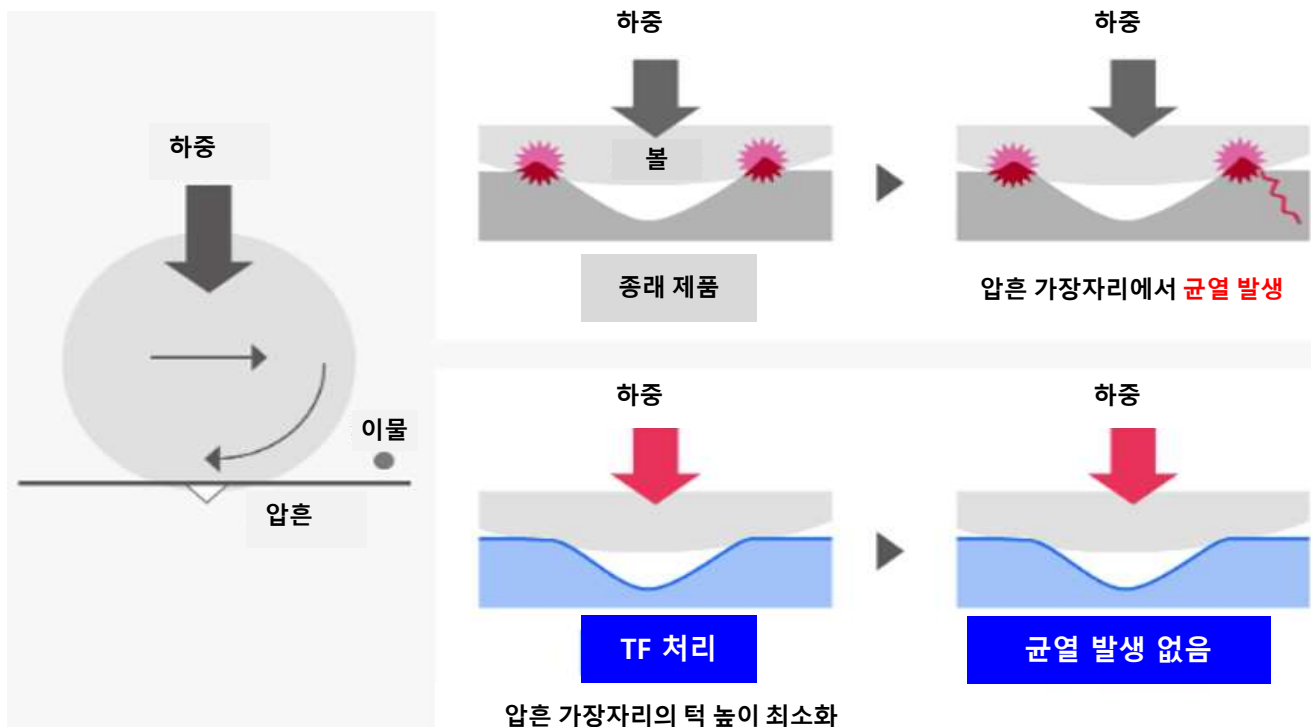 하중
이물
압흔
하중
하중
볼
종래 제품
압흔 가장자리에서 균열 발생
하중
하중
TF 처리
균열 발생 없음
압흔 가장자리의 턱 높이 최소화